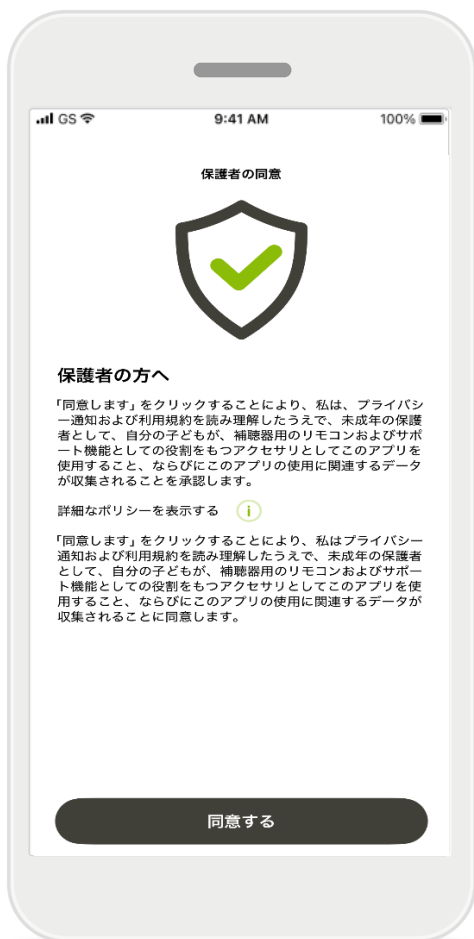 GS 9:41 AM 100%
保護者の同意
保護者の方へ
「同意します」をクリックすることにより、私は、プライバシ
ー通知および利用規約を読み理解したうえで、未成年の保護
者として、自分の子どもが、補聴器用のリモコンおよびサポ
ート機能としての役割をもつアクセサリとしてこのアプリを
使用すること、ならびにこのアプリの使用に関連するデータ
が収集されることを承認します。
詳細なポリシーを表示する i
「同意します」をクリックすることにより、私はプライバシー
通知および利用規約を読み理解したうえで、未成年の保護者
として、自分の子どもが、補聴器用のリモコンおよびサポー
ト機能としての役割をもつアクセサリとしてこのアプリを使
用すること、ならびにこのアプリの使用に関連するデータが
収集されることに同意します。
同意する